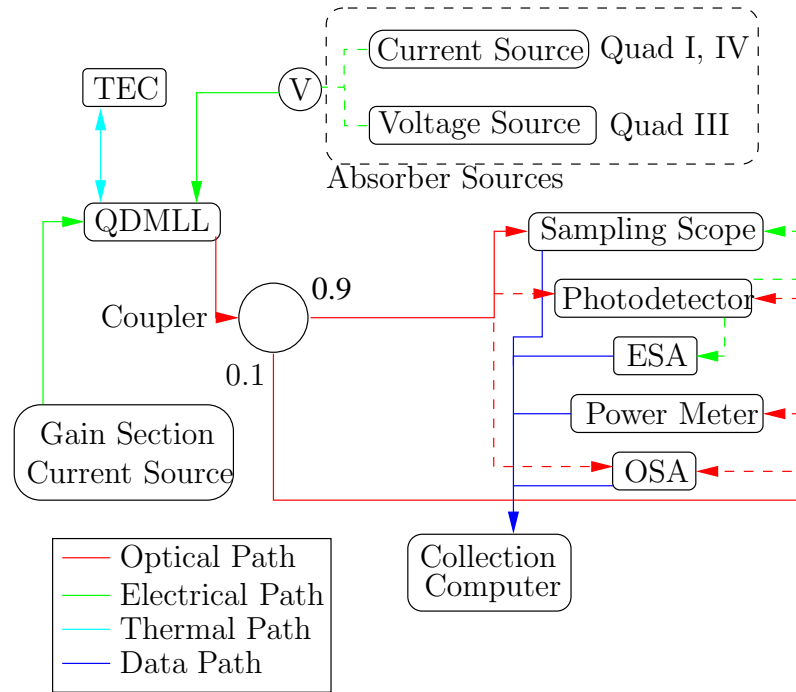 Current Source Quad I, IV
TEC
V
Voltage Source Quad III
Absorber Sources
QDMLL
Sampling Scope
0.9
Photodetector
Coupler
ESA
0.1
Power Meter
Gain Section
Current Source
OSA
Collection
Computer
Optical Path
Electrical Path
Thermal Path
Data Path